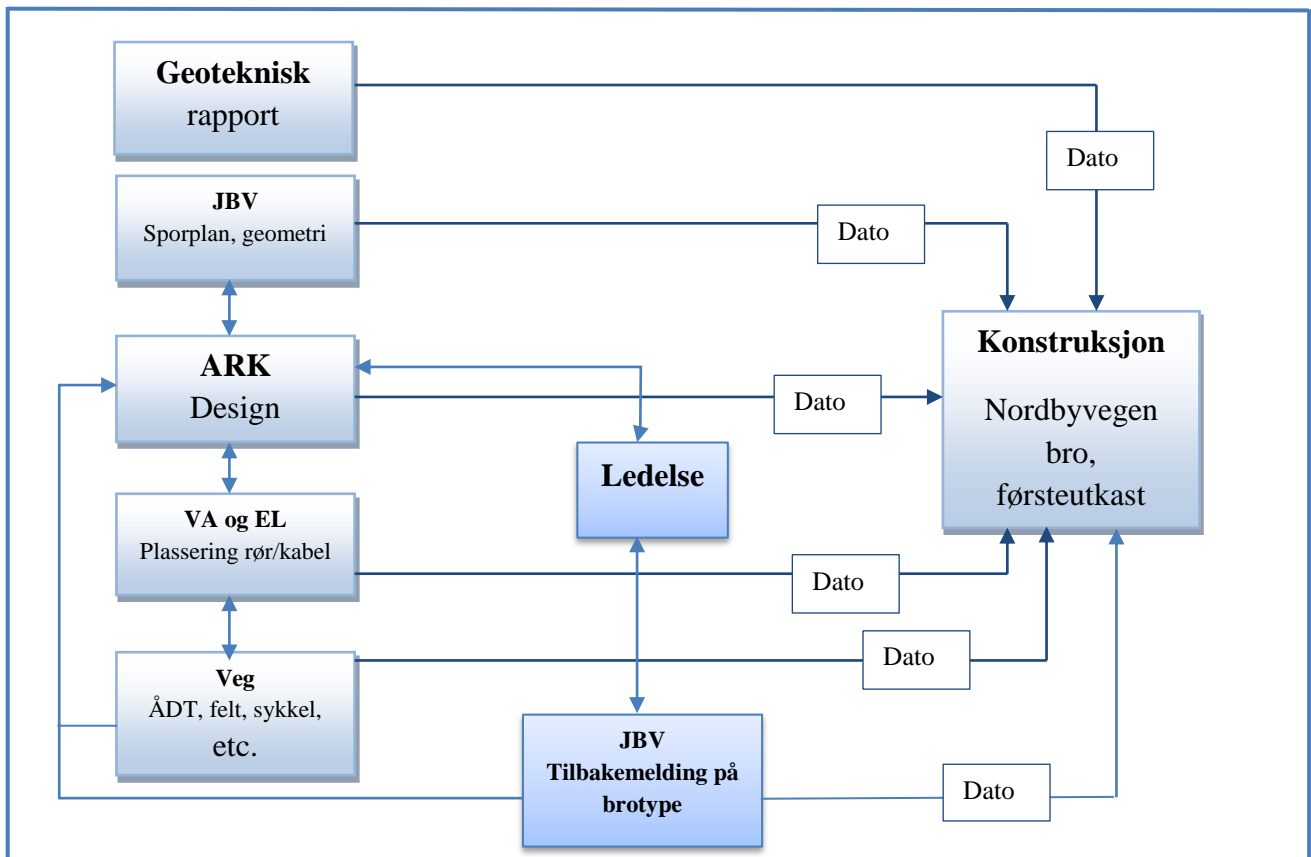 Geoteknisk
rapport
Dato
JBV
Sporplan, geometri
Dato
ARK
Design
Dato
Konstruksjon
Nordbyvegen
bro,
førsteutkast
Ledelse
VA og EL
Plassering rør/kabel
Dato
Veg
ÅDT, felt, sykkel,
etc.
Dato
JBV
Tilbakemelding på
brotype
Dato